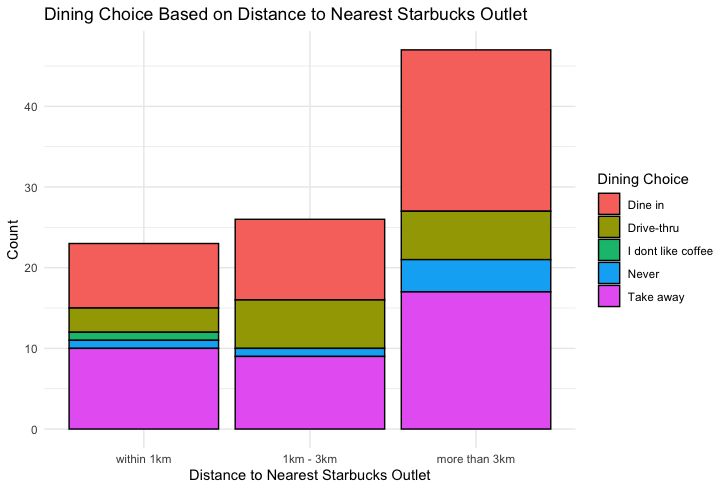 Dining Choice Based on Distance to Nearest Starbucks Outlet
Count
40
30
20
10
0
within 1km
1km - 3km
more than 3km
Distance to Nearest Starbucks Outlet
Dining Choice
Dine in
Drive-thru
I dont like coffee
Never
Take away